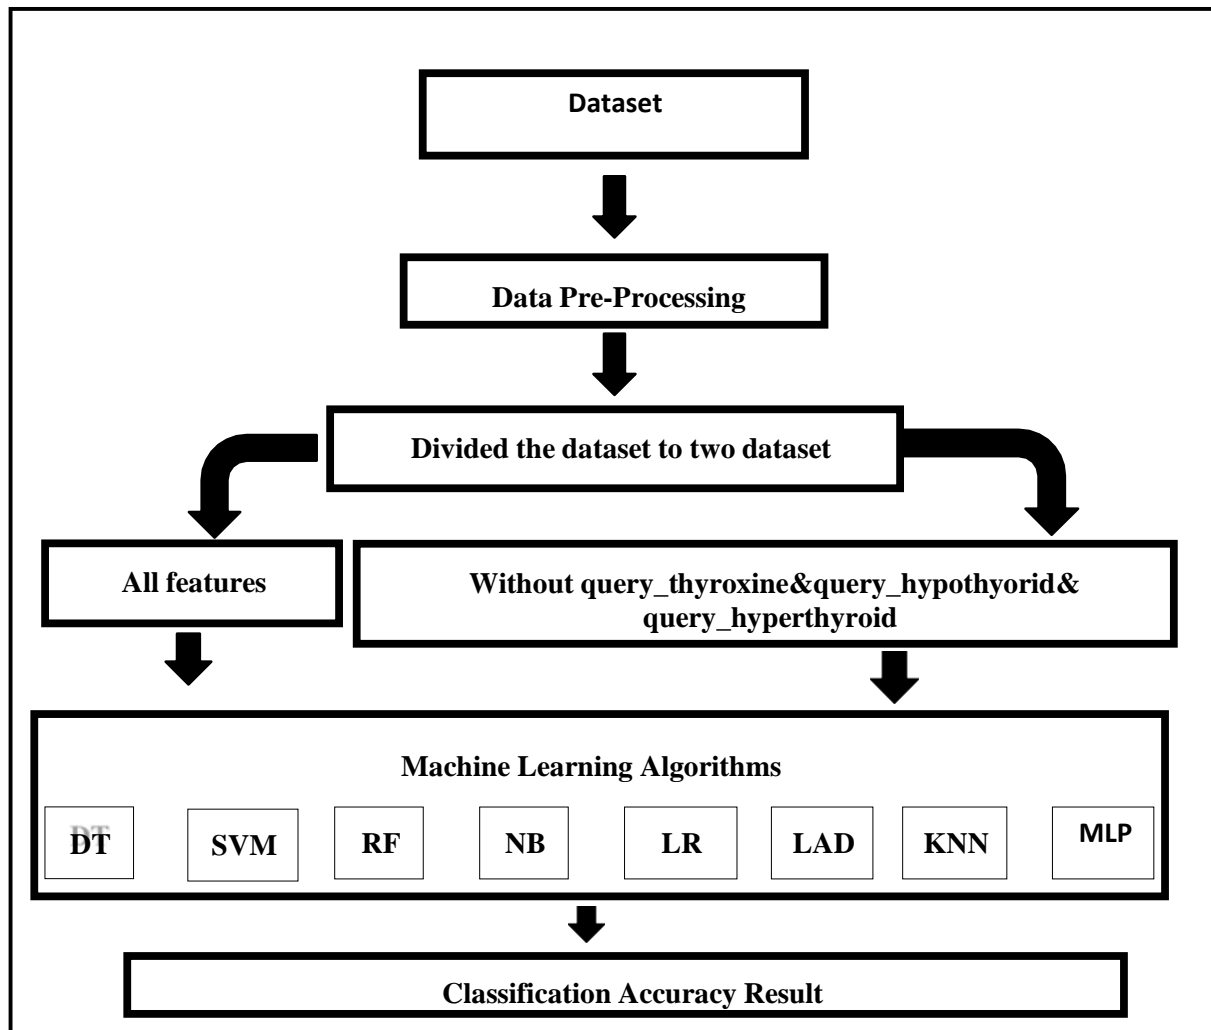 Dataset
Data Pre-Processing
Divided the dataset to two dataset
All features
Without query_thyroxine&query_hypothyorid&
query_hyperthyroid
Machine Learning Algorithms
DT SVM RF NB LR LAD KNN MLP
Classification Accuracy Result